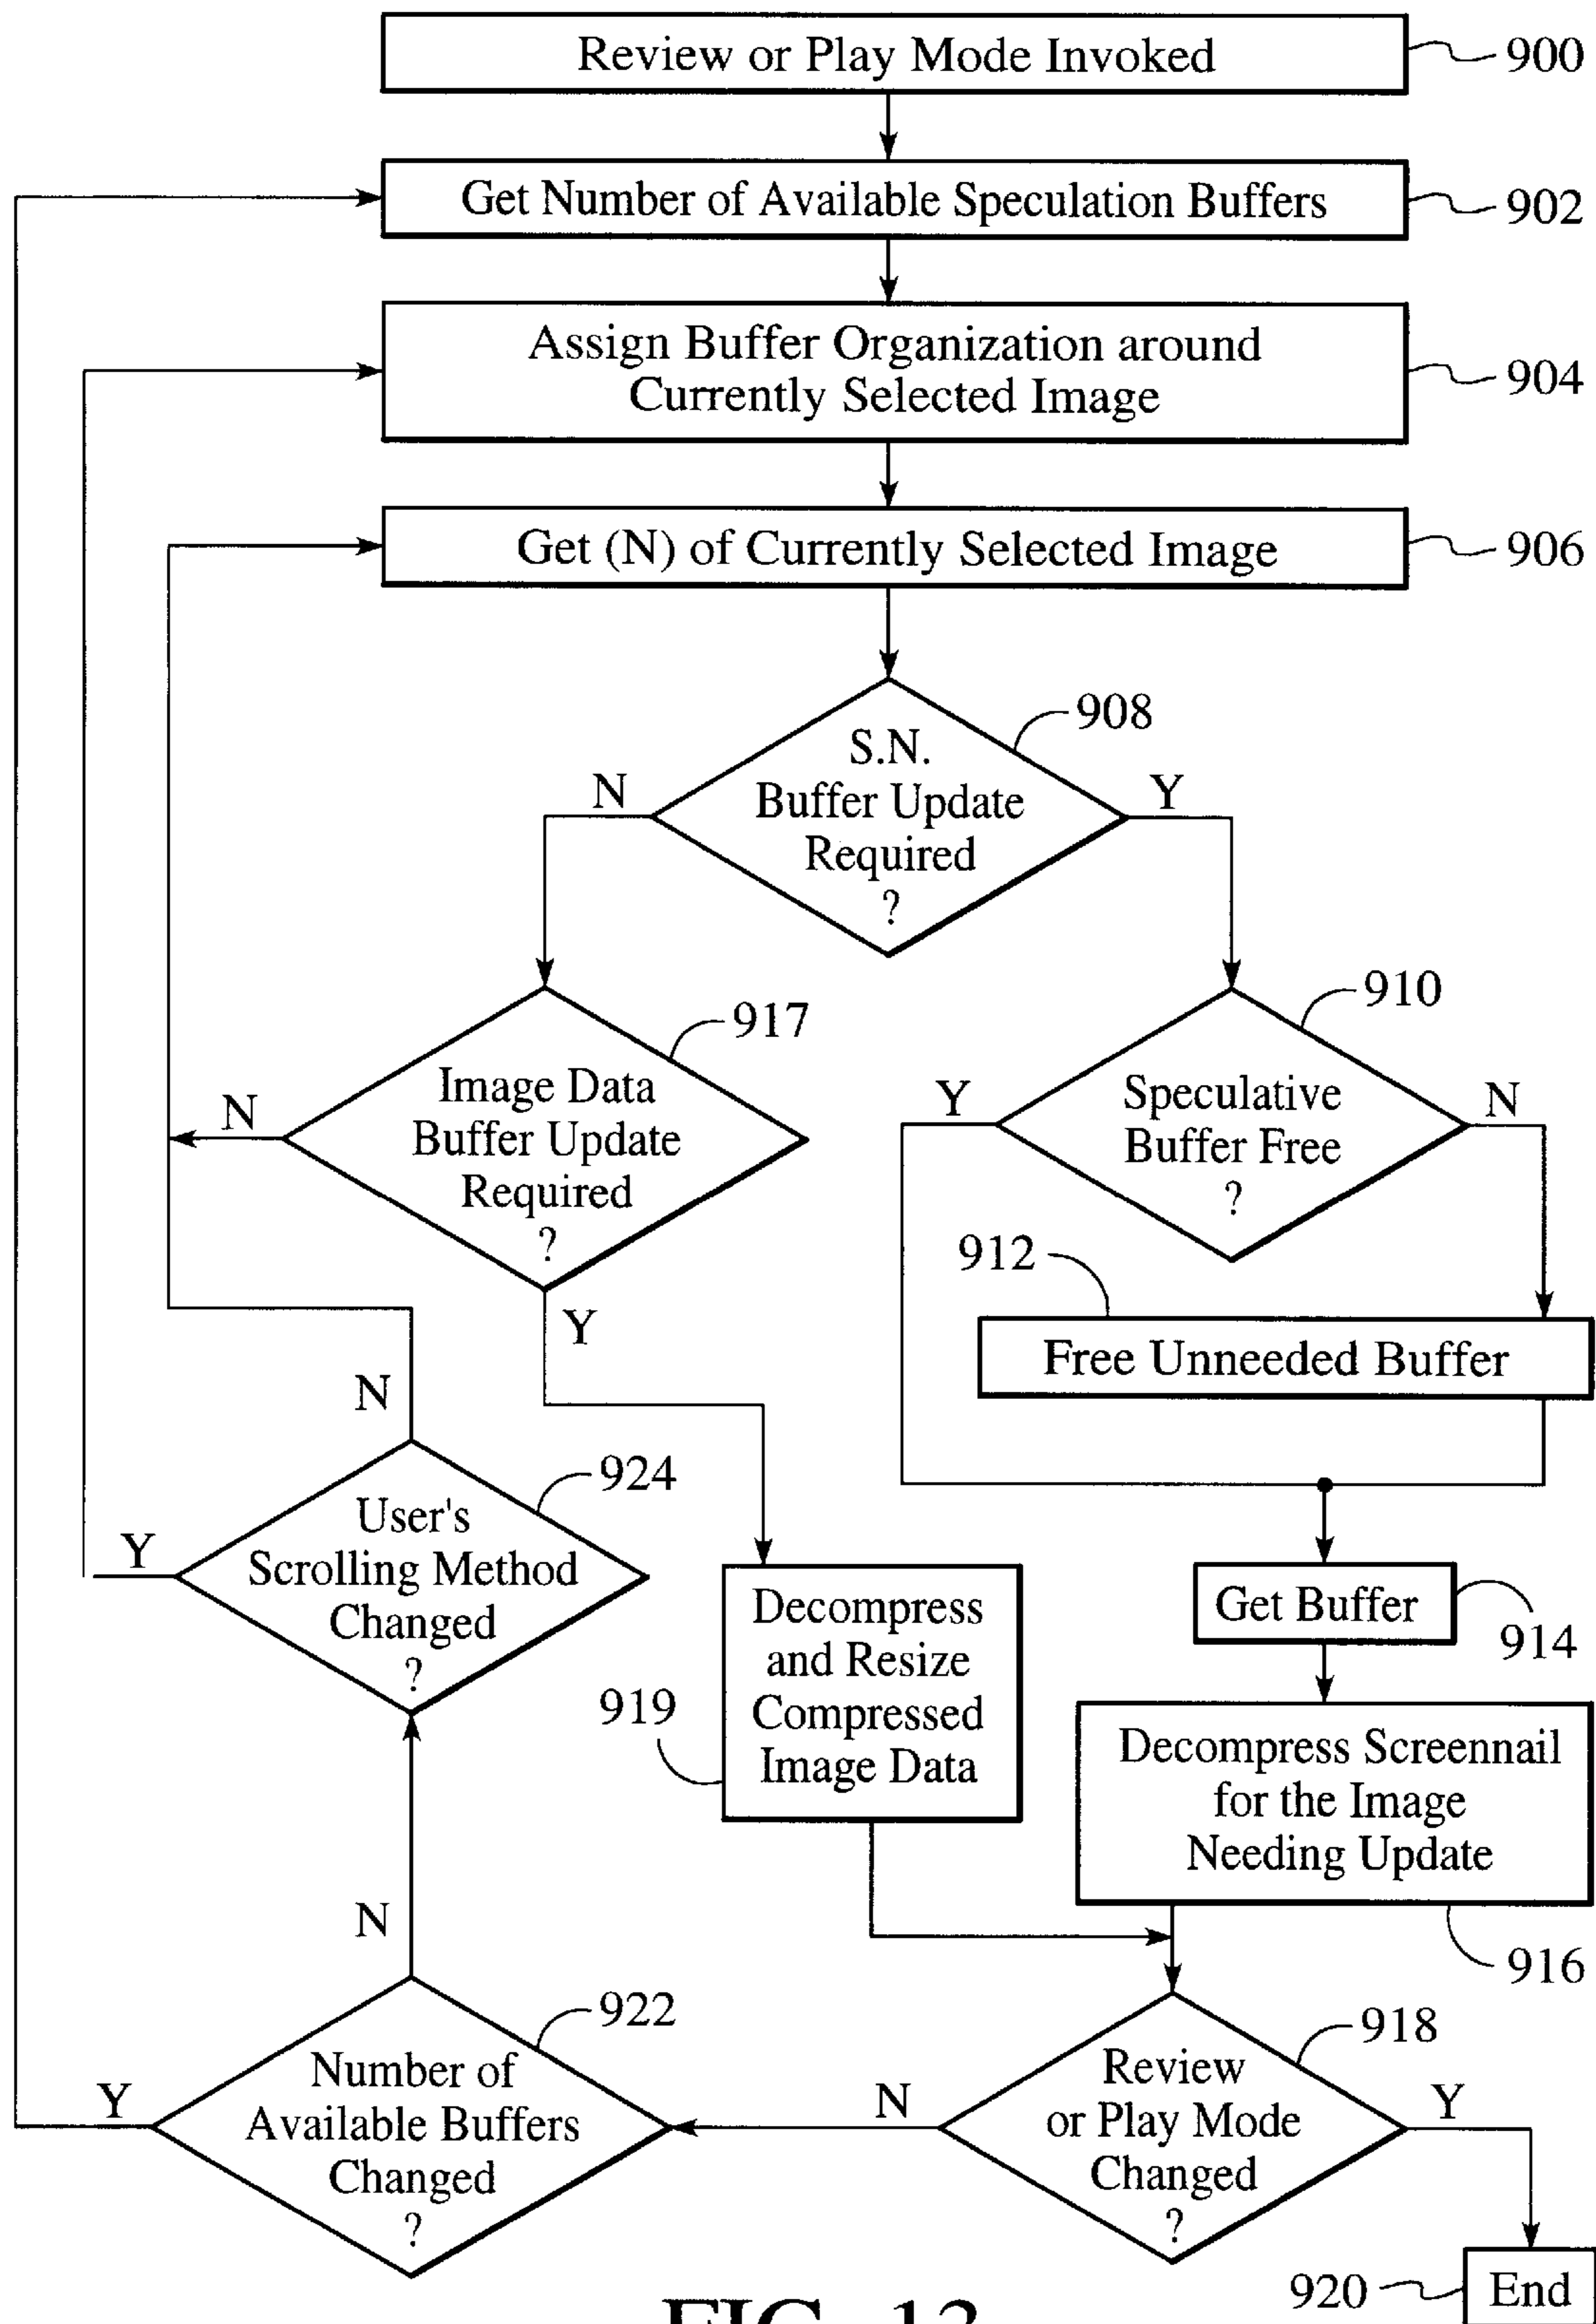 Review or Play Mode Invoked
900
Get Number of Available Speculation Buffers
902
Assign Buffer Organization around
Currently Selected Image
904
Get (N) of Currently Selected Image
906
908
S.N.
Buffer Update
Required
?
N
Y
917
Image Data
Buffer Update
Required
?
N
Y
910
Speculative
Buffer Free
?
Y
N
912
Free Unneeded Buffer
N
924
User's
Scrolling Method
Changed
?
Y
Decompress
and Resize
Compressed
Image Data
919
Get Buffer
914
Decompress Screennail
for the Image
Needing Update
916
N
922
Number of
Available Buffers
Changed
?
Y
918
Review
or Play Mode
Changed
?
N
Y
920
End
FIG. 13